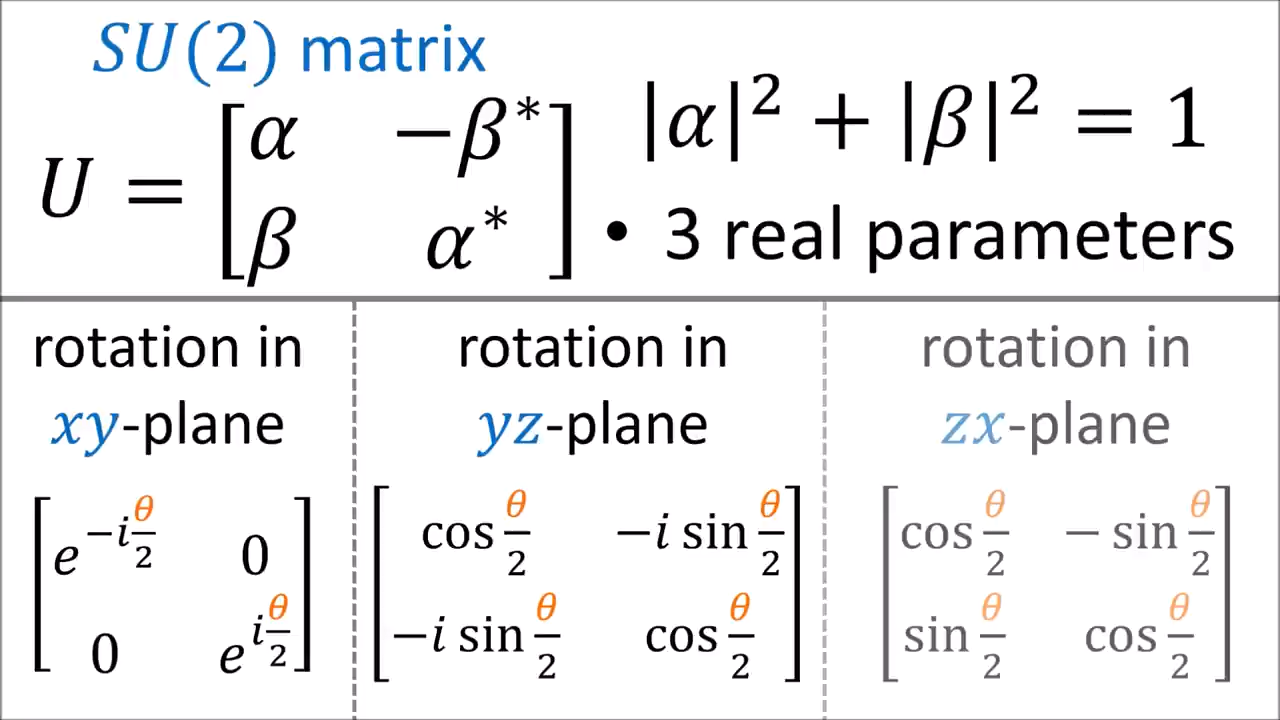 SU(2) matrix
U = [α −β* ; β α*]
|α|² + |β|² = 1
• 3 real parameters
rotation in
xy-plane
[e^(−iθ/2) 0 ; 0 e^(iθ/2)]
rotation in
yz-plane
[cos θ/2 −i sin θ/2 ; −i sin θ/2 cos θ/2]
rotation in
zx-plane
[cos θ/2 − sin θ/2 ; sin θ/2 cos θ/2]